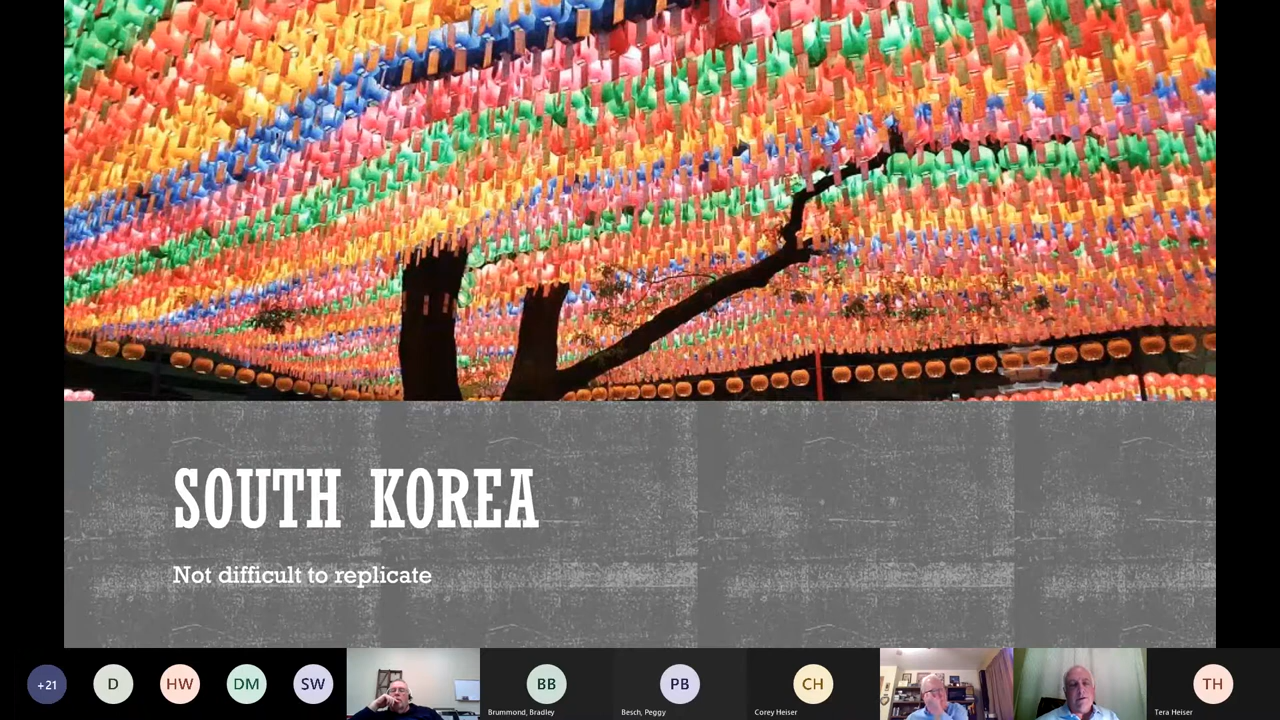 SOUTH KOREA
Not difficult to replicate
+21
D
HW
DM
SW
BB
Brummond, Bradley
PB
Besch, Peggy
CH
Corey Heiser
TH
Tera Heiser